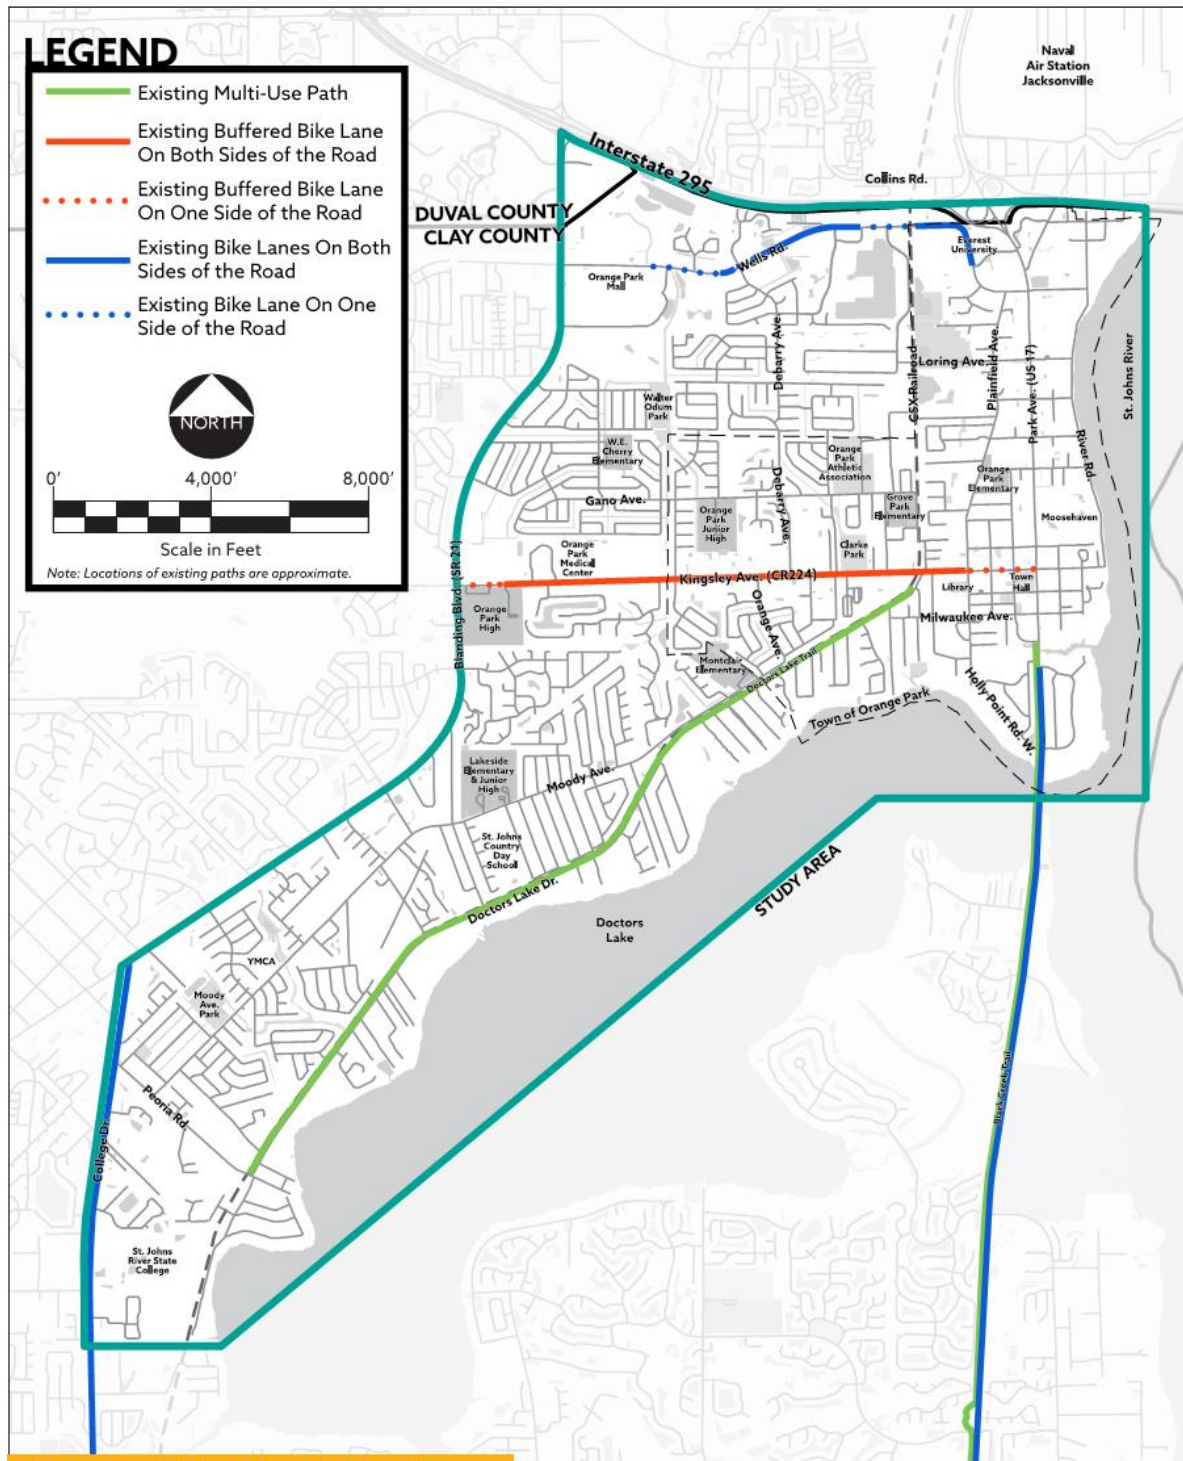 LEGEND
Existing Multi-Use Path
Existing Buffered Bike Lane
On Both Sides of the Road
Existing Buffered Bike Lane
On One Side of the Road
Existing Bike Lanes On Both
Sides of the Road
Existing Bike Lane On One
Side of the Road
NORTH
0'
4,000'
8,000'
Scale in Feet
Note: Locations of existing paths are approximate.
Naval
Air Station
Jacksonville
Interstate 295
Collins Rd.
DUVAL COUNTY
CLAY COUNTY
Everest
University
Wells Rd.
Orange Park
Mall
St. Johns River
Debarry Ave.
CSX Railroad
Loring Ave.
Plainfield Ave.
Park Ave. (US 17)
Walter
Odum
Park
River Rd.
W.E.
Cherry
Elementary
Orange
Park
Athletic
Association
Orange
Park
Elementary
Debarry Ave.
Gano Ave.
Grove
Park
Elementary
Orange
Park
Junior
High
Moosehaven
Clarke
Park
Orange
Park
Medical
Center
Blanding Blvd. (SR 21)
Kingsley Ave. (CR224)
Library
Town
Hall
Orange
Park
High
Orange Ave.
Milwaukee Ave.
Montclair
Elementary
Doctors Lake Trail
Holly Point Rd. W.
Town of Orange Park
Lakeside
Elementary
& Junior
High
Moody Ave.
St. Johns
Country
Day
School
STUDY AREA
Doctors Lake Dr.
Doctors
Lake
YMCA
Moody
Ave.
Park
Peoria Rd.
College Dr.
Black Creek Trail
St. Johns
River State
College